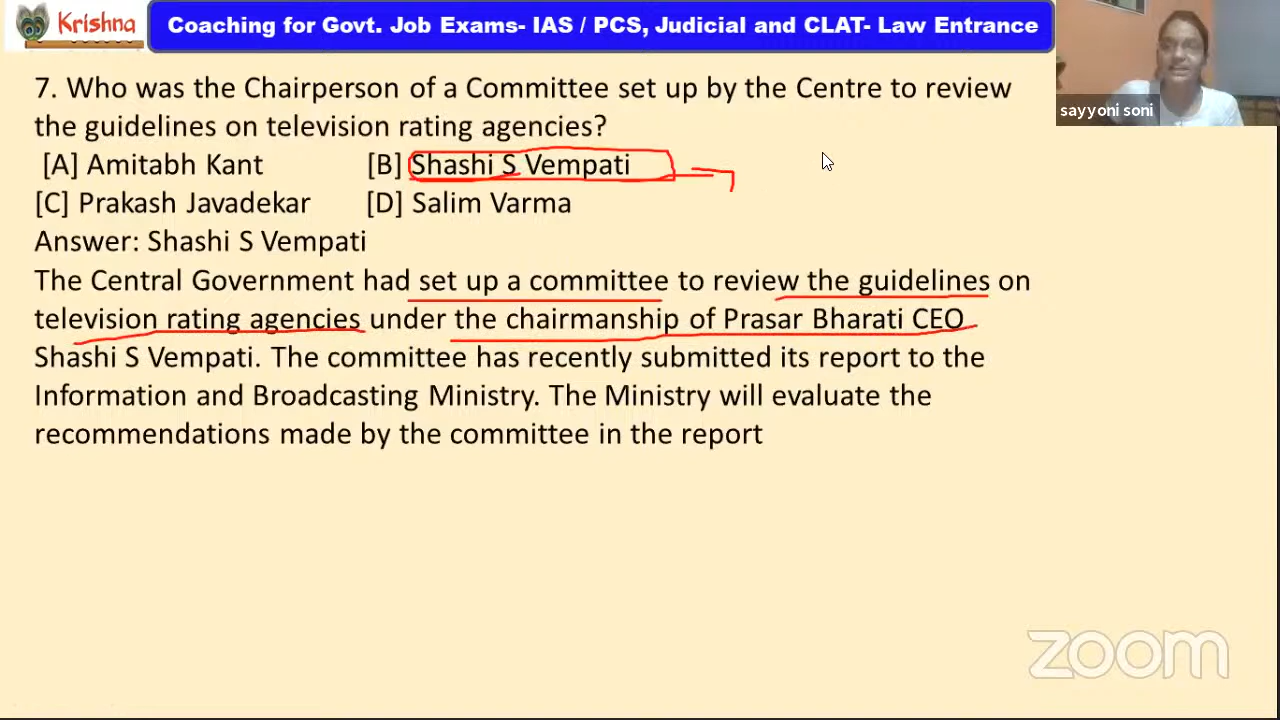 Krishna
Coaching for Govt. Job Exams- IAS / PCS, Judicial and CLAT- Law Entrance
sayyoni soni
7. Who was the Chairperson of a Committee set up by the Centre to review
the guidelines on television rating agencies?
[A] Amitabh Kant [B] Shashi S Vempati
[C] Prakash Javadekar [D] Salim Varma
Answer: Shashi S Vempati
The Central Government had set up a committee to review the guidelines on
television rating agencies under the chairmanship of Prasar Bharati CEO
Shashi S Vempati. The committee has recently submitted its report to the
Information and Broadcasting Ministry. The Ministry will evaluate the
recommendations made by the committee in the report
zoom